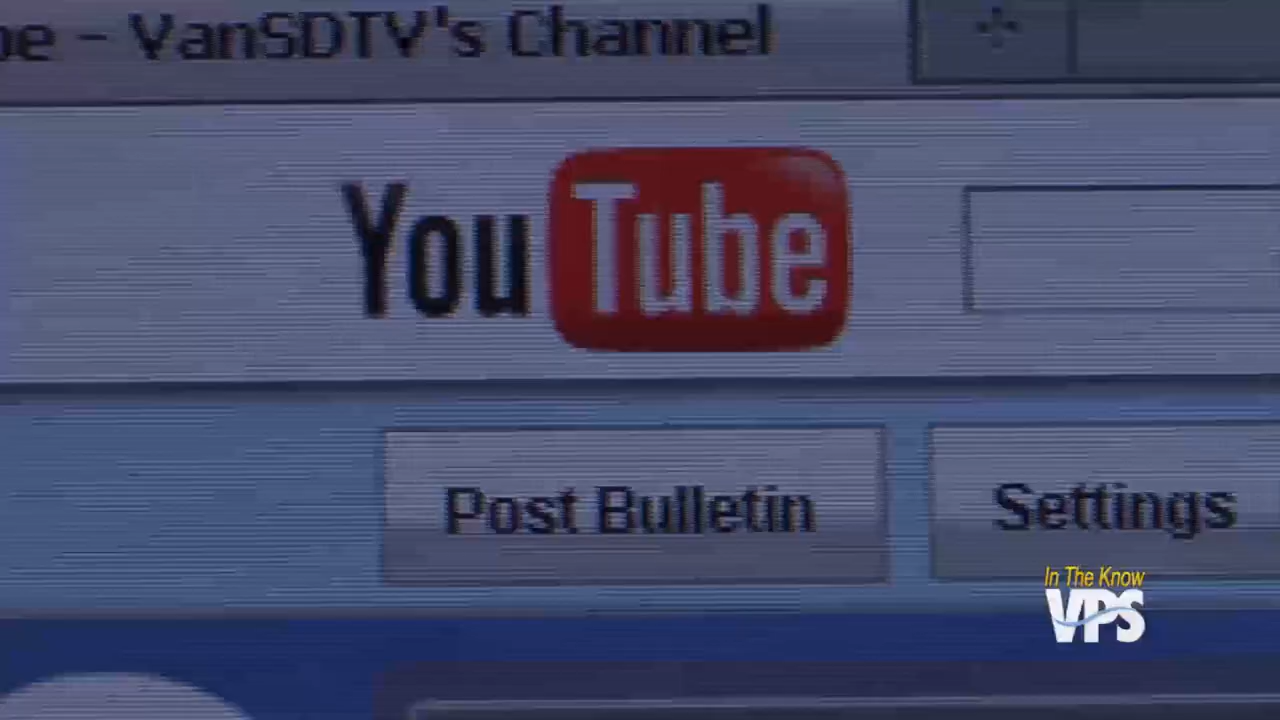 be - VanSDTV's Channel
YouTube
Post Bulletin
Settings
In The Know
VPS